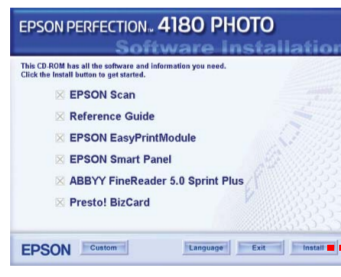 EPSON PERFECTION™ 4180 PHOTO
Software Installation
This CD-ROM has all the software and information you need.
Click the Install button to get started.
EPSON Scan
Reference Guide
EPSON EasyPrintModule
EPSON Smart Panel
ABBYY FineReader 5.0 Sprint Plus
Presto! BizCard
EPSON Custom Language Exit Install